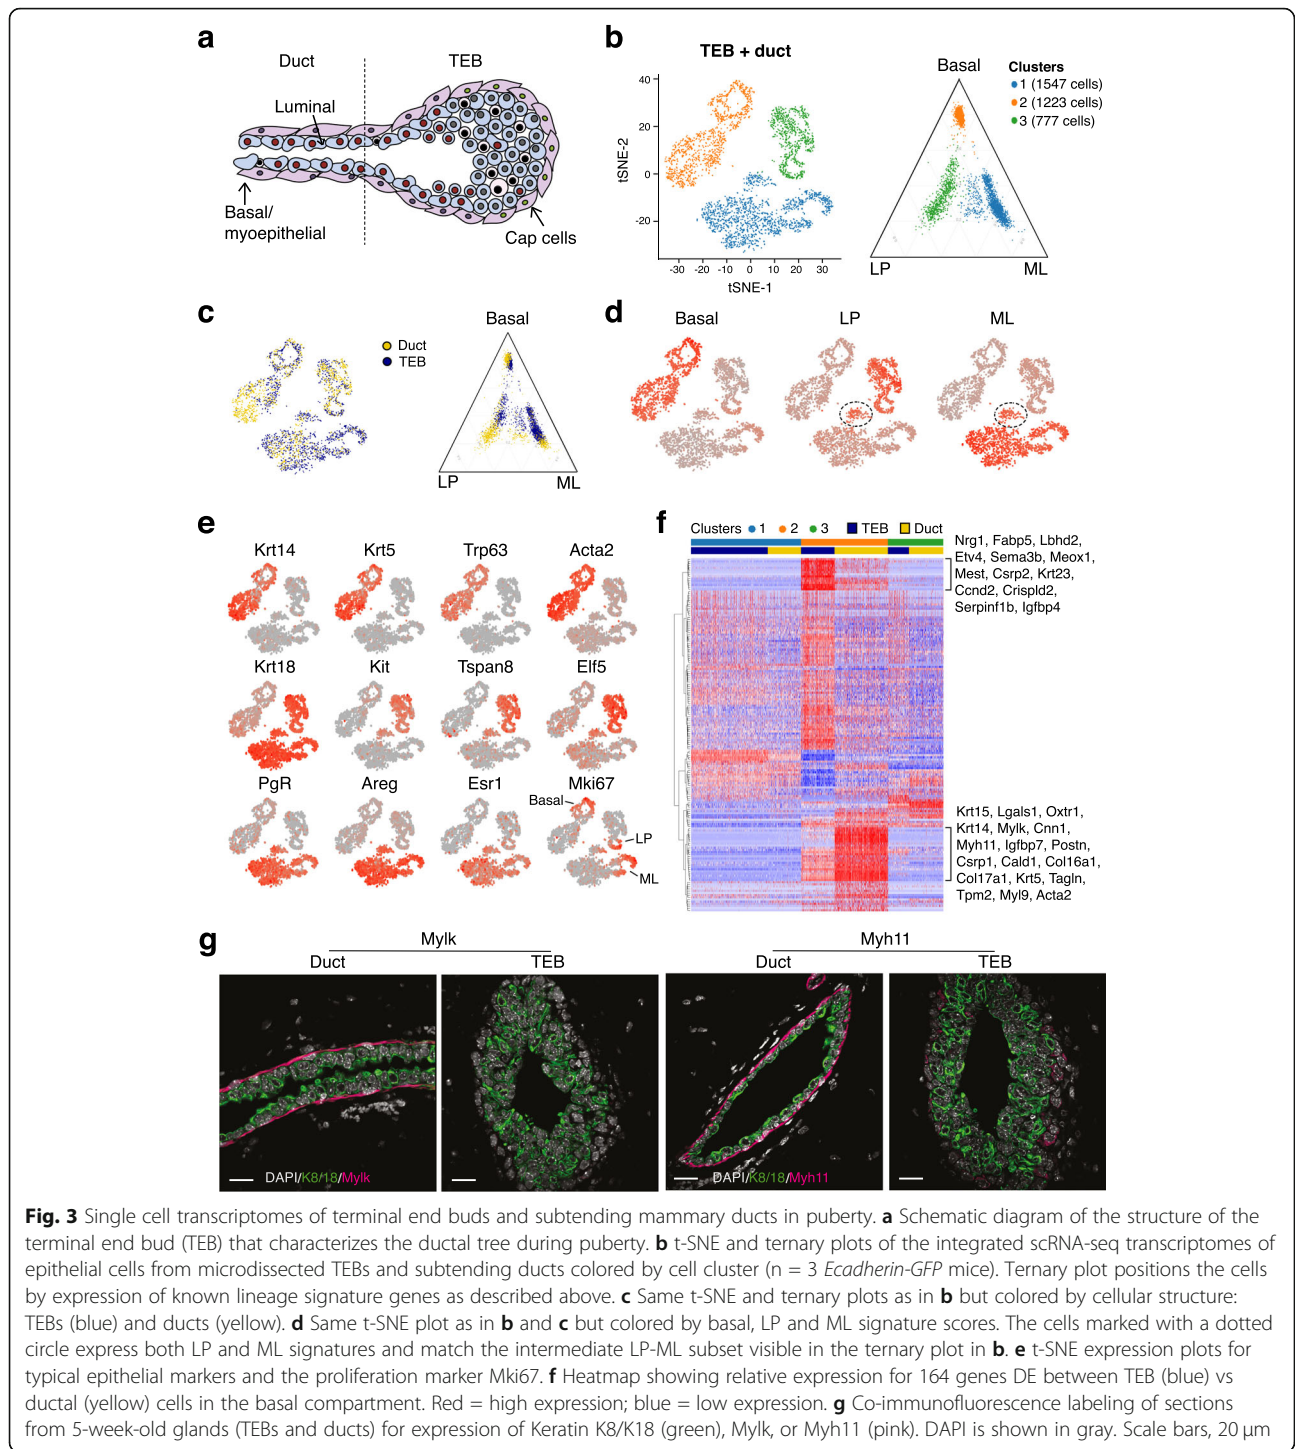 a
Duct
TEB
Luminal
Basal/
myoepithelial
Cap cells
b
TEB + duct
40
20
0
-20
tSNE-2
-30 -20 -10 0 10 20 30
tSNE-1
Basal
LP
ML
Clusters
1 (1547 cells)
2 (1223 cells)
3 (777 cells)
c
Duct
TEB
Basal
LP
ML
d
Basal
LP
ML
e
Krt14 Krt5 Trp63 Acta2
Krt18 Kit Tspan8 Elf5
PgR Areg Esr1 Mki67
Basal
LP
ML
f
Clusters 1 2 3 TEB Duct
Nrg1, Fabp5, Lbhd2,
Etv4, Sema3b, Meox1,
Mest, Csrp2, Krt23,
Ccnd2, Crispld2,
Serpinf1b, Igfbp4
Krt15, Lgals1, Oxtr1,
Krt14, Mylk, Cnn1,
Myh11, Igfbp7, Postn,
Csrp1, Cald1, Col16a1,
Col17a1, Krt5, Tagln,
Tpm2, Myl9, Acta2
g
Mylk
Duct
TEB
DAPI/K8/18/Mylk
Myh11
Duct
TEB
DAPI/K8/18/Myh11
Fig. 3 Single cell transcriptomes of terminal end buds and subtending mammary ducts in puberty. a Schematic diagram of the structure of the
terminal end bud (TEB) that characterizes the ductal tree during puberty. b t-SNE and ternary plots of the integrated scRNA-seq transcriptomes of
epithelial cells from microdissected TEBs and subtending ducts colored by cell cluster (n = 3 Ecadherin-GFP mice). Ternary plot positions the cells
by expression of known lineage signature genes as described above. c Same t-SNE and ternary plots as in b but colored by cellular structure:
TEBs (blue) and ducts (yellow). d Same t-SNE plot as in b and c but colored by basal, LP and ML signature scores. The cells marked with a dotted
circle express both LP and ML signatures and match the intermediate LP-ML subset visible in the ternary plot in b. e t-SNE expression plots for
typical epithelial markers and the proliferation marker Mki67. f Heatmap showing relative expression for 164 genes DE between TEB (blue) vs
ductal (yellow) cells in the basal compartment. Red = high expression; blue = low expression. g Co-immunofluorescence labeling of sections
from 5-week-old glands (TEBs and ducts) for expression of Keratin K8/K18 (green), Mylk, or Myh11 (pink). DAPI is shown in gray. Scale bars, 20 μm